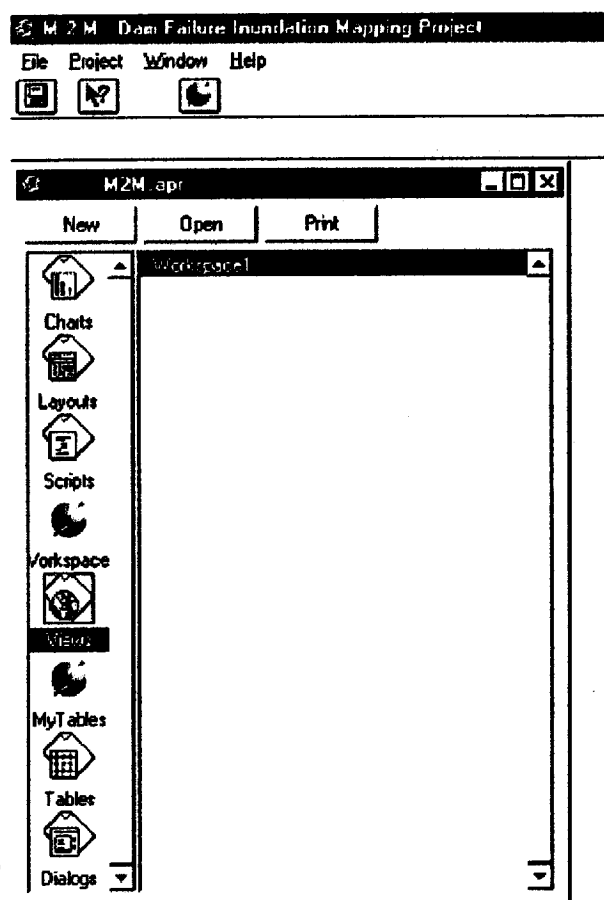 M 2 M Dam Failure Inundation Mapping Project
File Project Window Help
M2M.apr
New Open Print
Workspace1
Charts
Layouts
Scripts
Vorkspace
Views
MyTables
Tables
Dialogs